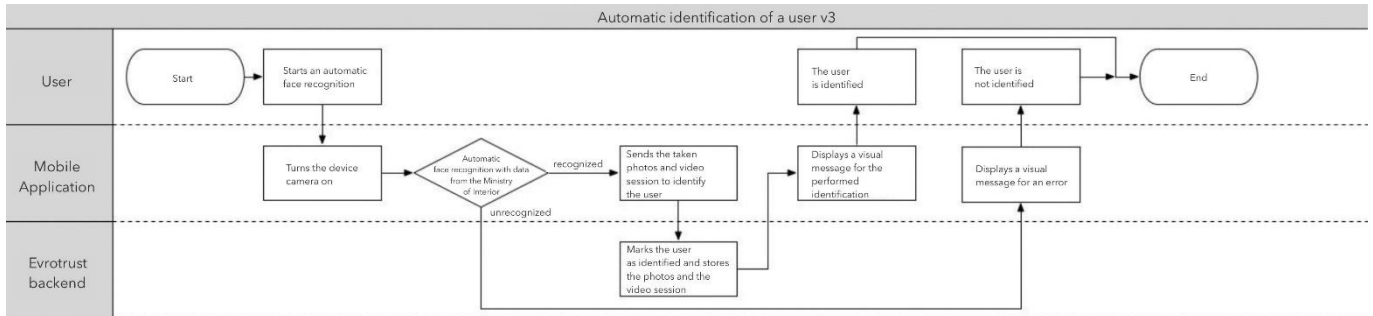 Automatic identification of a user v3
User
Start
Starts an automatic
face recognition
The user
is identified
The user is
not identified
End
Mobile
Application
Turns the device
camera on
Automatic
face recognition with data
from the Ministry
of Interior
recognized
unrecognized
Sends the taken
photos and video
session to identify
the user
Displays a visual
message for the
performed
identification
Displays a visual
message for an error
Evrotrust
backend
Marks the user
as identified and stores
the photos and the
video session